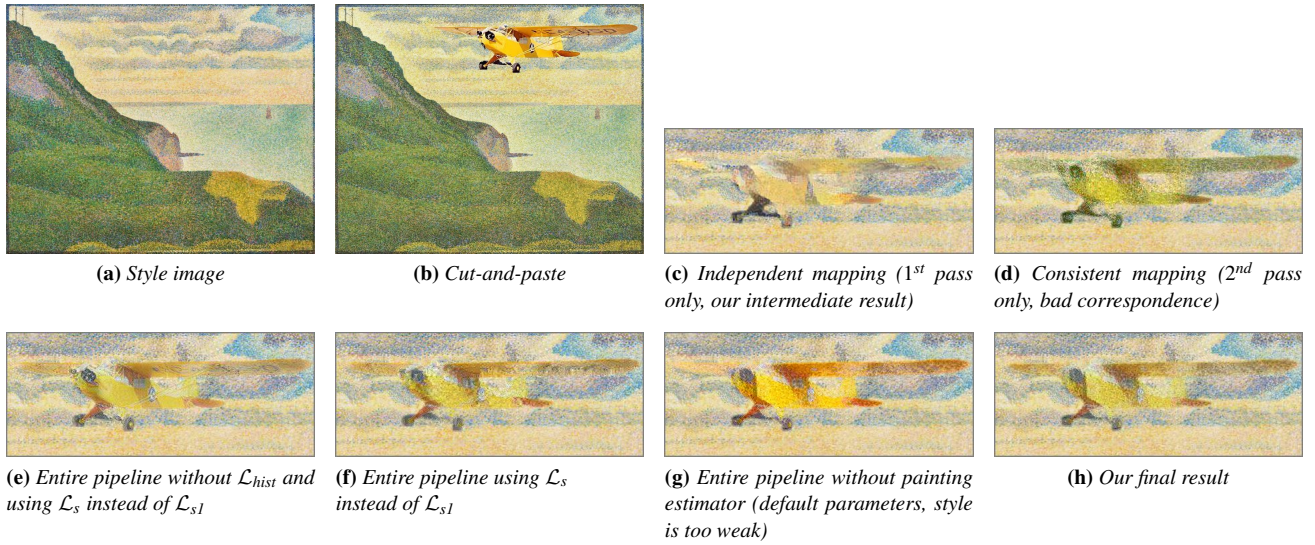 (a) Style image
(b) Cut-and-paste
(c) Independent mapping (1st pass
only, our intermediate result)
(d) Consistent mapping (2nd pass
only, bad correspondence)
(e) Entire pipeline without Lhist and
using Ls instead of Ls1
(f) Entire pipeline using Ls
instead of Ls1
(g) Entire pipeline without painting
estimator (default parameters, style
is too weak)
(h) Our final result